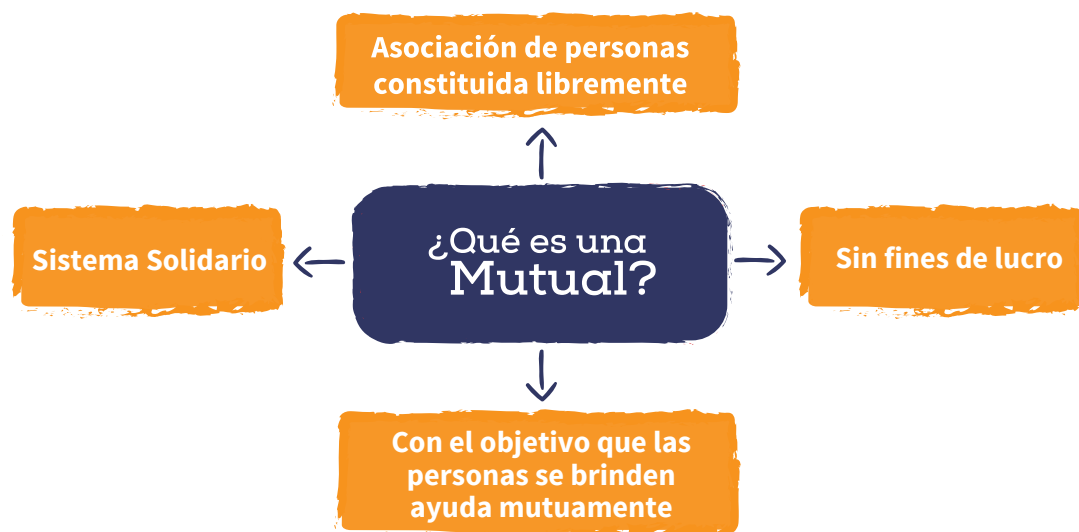 Asociación de personas
constituida libremente
Sistema Solidario
¿Qué es una
Mutual?
Sin fines de lucro
Con el objetivo que las
personas se brinden
ayuda mutuamente